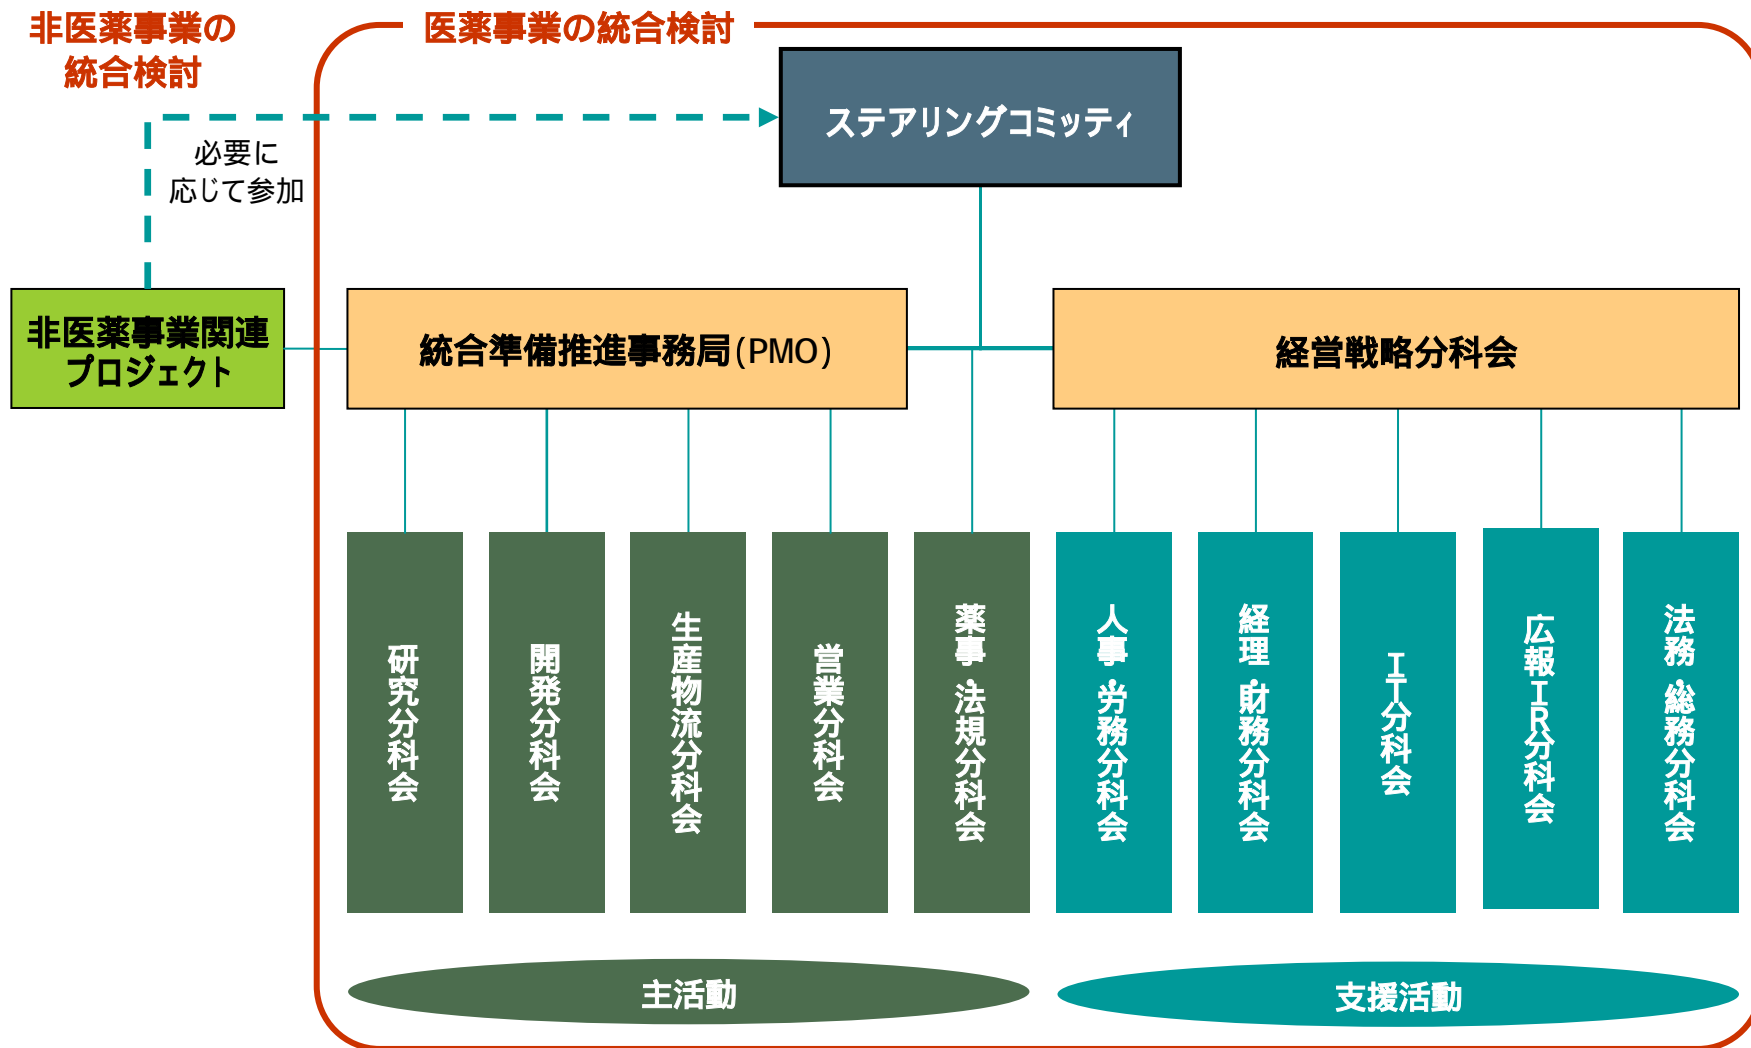 非医薬事業の
統合検討
医薬事業の統合検討
ステアリングコミッティ
必要に
応じて参加
非医薬事業関連
プロジェクト
統合準備推進事務局(PMO)
経営戦略分科会
研究分科会
開発分科会
生産物流分科会
営業分科会
薬事・法規分科会
人事・労務分科会
経理・財務分科会
IT分科会
広報IR分科会
法務・総務分科会
主活動
支援活動